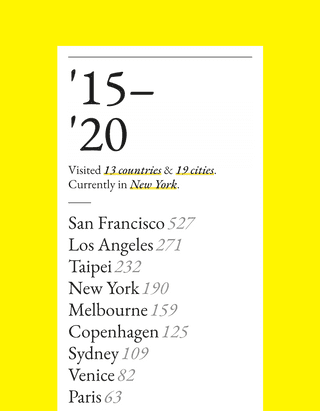 '15–
'20
Visited 13 countries & 19 cities.
Currently in New York.
San Francisco 527
Los Angeles 271
Taipei 232
New York 190
Melbourne 159
Copenhagen 125
Sydney 109
Venice 82
Paris 63